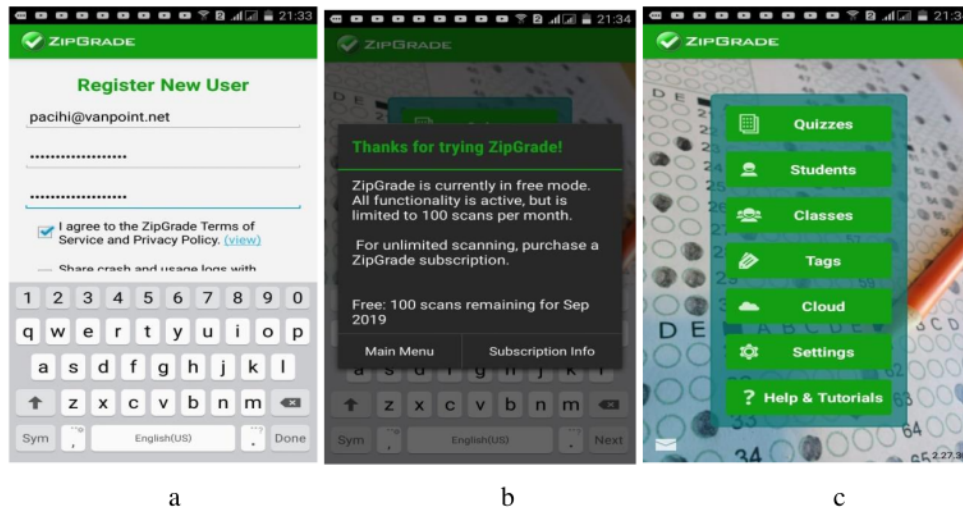 21:33
ZIPGRADE
Register New User
pacihi@vanpoint.net
I agree to the ZipGrade Terms of
Service and Privacy Policy. (view)
Share crash and usage logs with
1 2 3 4 5 6 7 8 9 0
q w e r t y u i o p
a s d f g h j k l
z x c v b n m
Sym , English(US) . Done
a
21:34
ZIPGRADE
Thanks for trying ZipGrade!
ZipGrade is currently in free mode.
All functionality is active, but is
limited to 100 scans per month.
For unlimited scanning, purchase a
ZipGrade subscription.
Free: 100 scans remaining for Sep
2019
Main Menu Subscription Info
z x c v b n m
Sym , English(US) . Next
b
21:3
ZIPGRADE
Quizzes
Students
Classes
Tags
Cloud
Settings
? Help & Tutorials
D E A B C D E
34
64
65
c